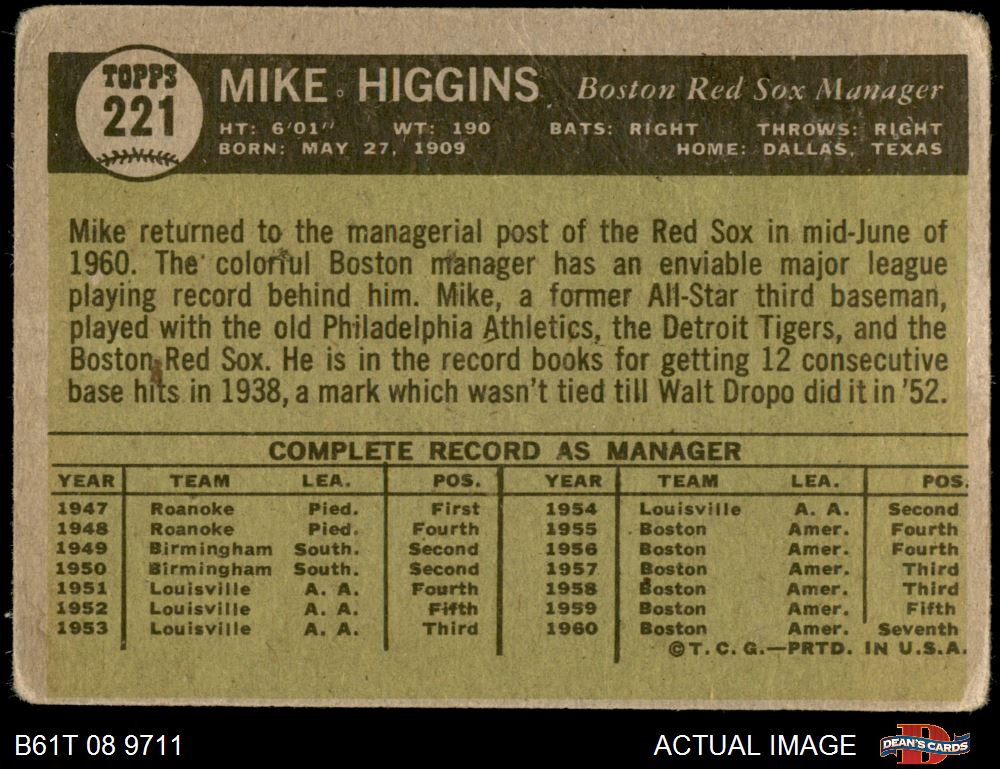 TOPPS
221
MIKE HIGGINS Boston Red Sox Manager
HT: 6'01" WT: 190 BATS: RIGHT THROWS: RIGHT
BORN: MAY 27, 1909 HOME: DALLAS, TEXAS
Mike returned to the managerial post of the Red Sox in mid-June of
1960. The colorful Boston manager has an enviable major league
playing record behind him. Mike, a former All-Star third baseman,
played with the old Philadelphia Athletics, the Detroit Tigers, and the
Boston Red Sox. He is in the record books for getting 12 consecutive
base hits in 1938, a mark which wasn't tied till Walt Dropo did it in '52.
COMPLETE RECORD AS MANAGER
YEAR TEAM LEA. POS. YEAR TEAM LEA. POS.
1947 Roanoke Pied. First 1954 Louisville A. A. Second
1948 Roanoke Pied. Fourth 1955 Boston Amer. Fourth
1949 Birmingham South. Second 1956 Boston Amer. Fourth
1950 Birmingham South. Second 1957 Boston Amer. Third
1951 Louisville A. A. Fourth 1958 Boston Amer. Third
1952 Louisville A. A. Fifth 1959 Boston Amer. Fifth
1953 Louisville A. A. Third 1960 Boston Amer. Seventh
©T. C. G.—PRTD. IN U.S.A.
B61T 08 9711 ACTUAL IMAGE DEAN'S CARDS